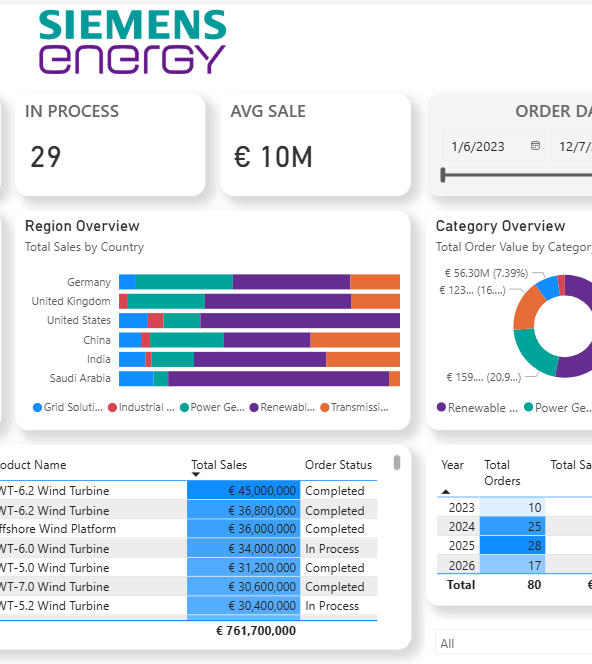 SIEMENS
energy
IN PROCESS
29
AVG SALE
€ 10M
ORDER DA
1/6/2023
12/7/
Region Overview
Total Sales by Country
Germany
United Kingdom
United States
China
India
Saudi Arabia
Grid Soluti... Industrial ... Power Ge... Renewabl... Transmissi...
Category Overview
Total Order Value by Categor
€ 56.30M (7.39%)
€ 123.... (16....)
€ 159.... (20.9...)
Renewable ... Power Ge...
oduct Name Total Sales Order Status
WT-6.2 Wind Turbine € 45,000,000 Completed
WT-6.2 Wind Turbine € 36,800,000 Completed
ffshore Wind Platform € 36,000,000 Completed
WT-6.0 Wind Turbine € 34,000,000 In Process
WT-5.0 Wind Turbine € 31,200,000 Completed
WT-7.0 Wind Turbine € 30,600,000 Completed
WT-5.2 Wind Turbine € 30,400,000 In Process
€ 761,700,000
Year Total Orders Total Sa
2023 10
2024 25
2025 28
2026 17
Total 80 €
All